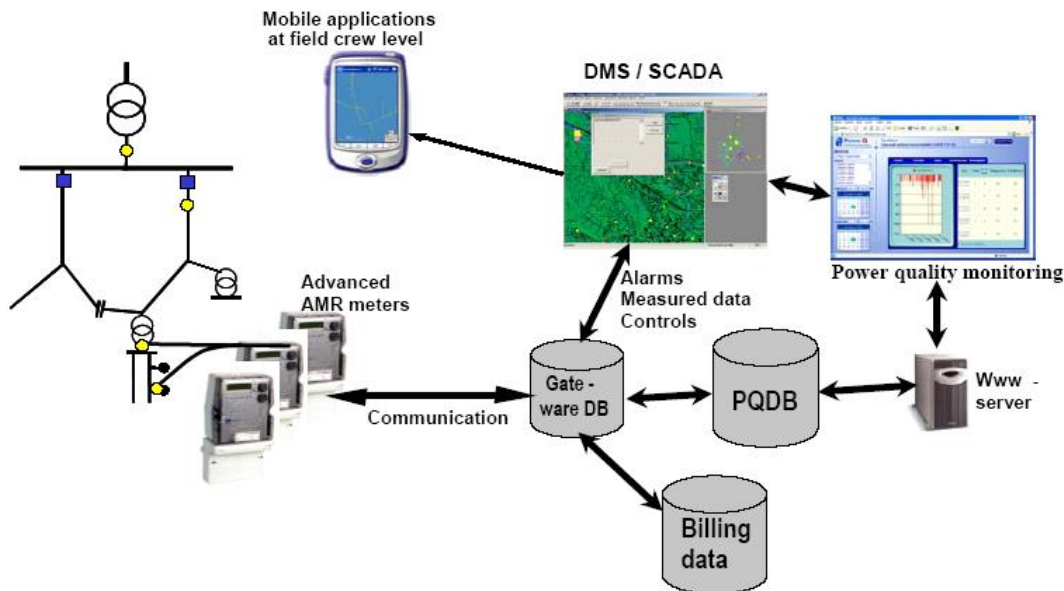 Mobile applications
at field crew level
DMS / SCADA
Power quality monitoring
Advanced
AMR meters
Alarms
Measured data
Controls
Communication
Gate -
ware DB
PQDB
Www -
server
Billing
data